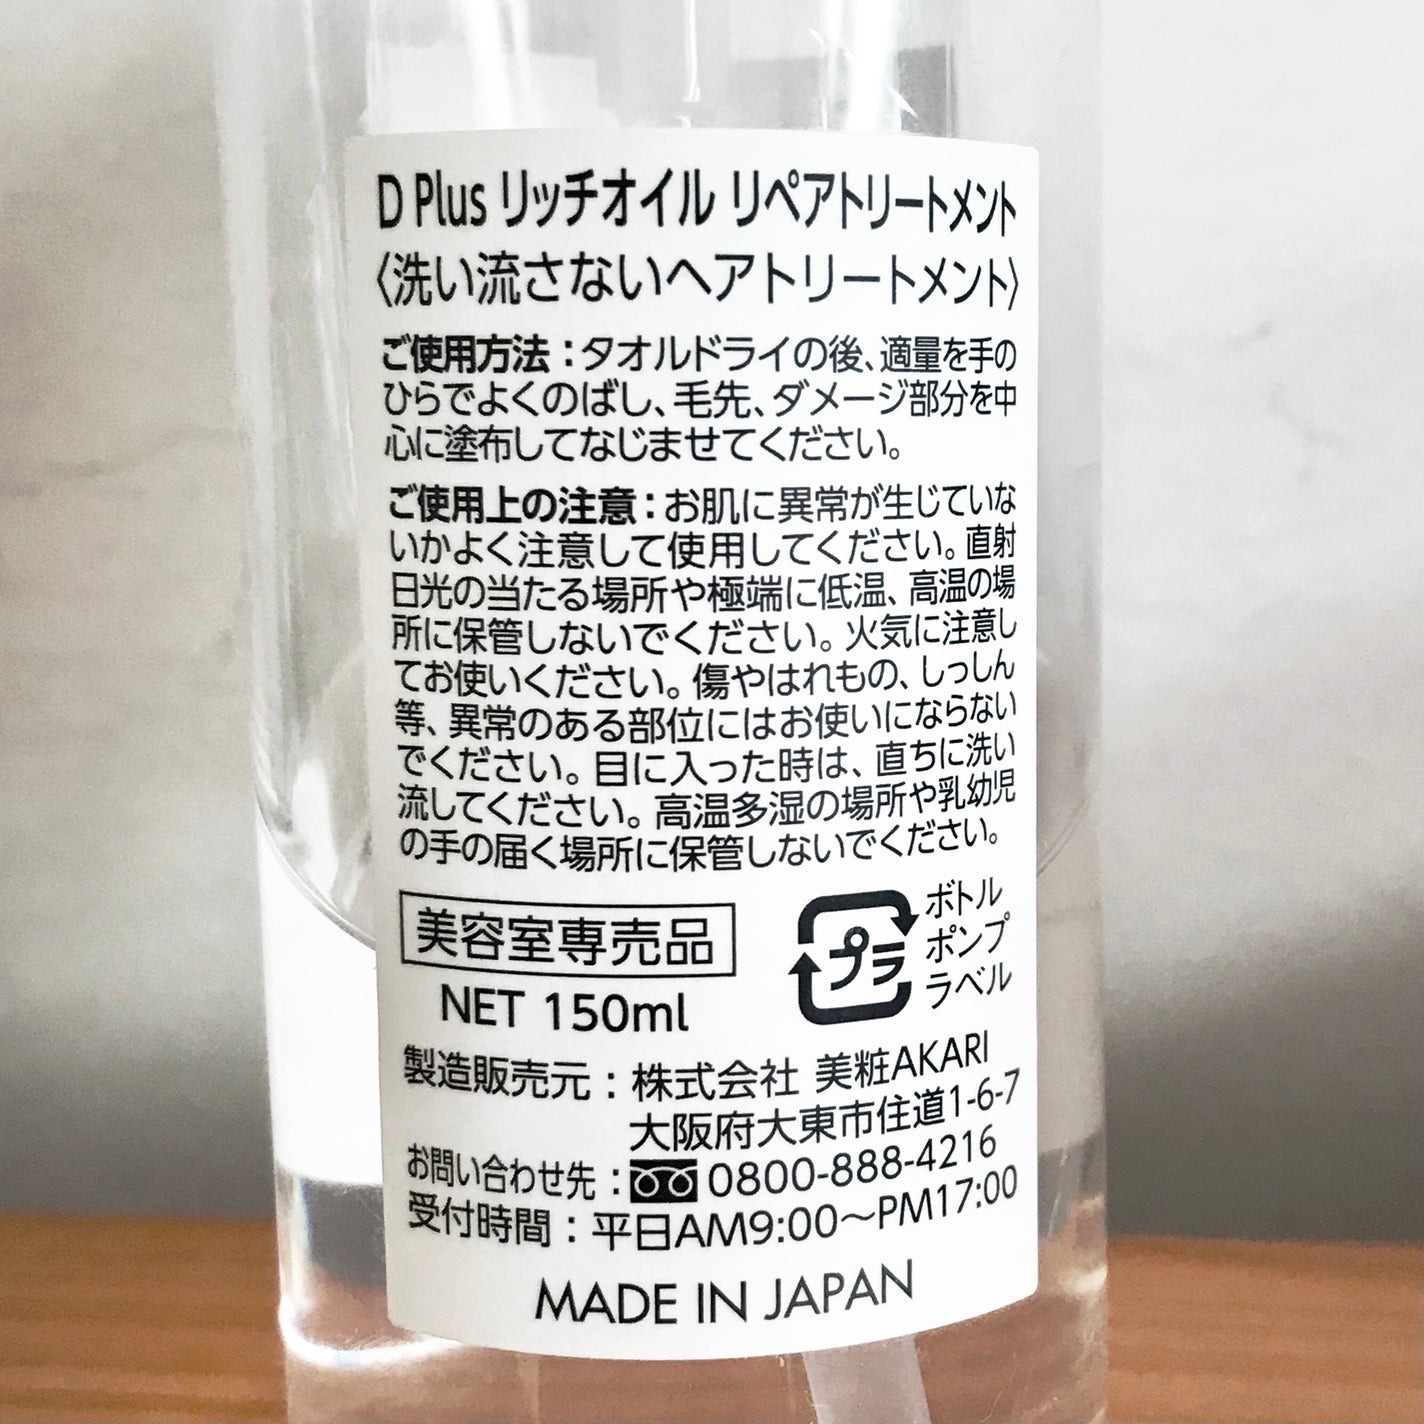 D Plus リッチオイル リペアトリートメント
〈洗い流さないヘアトリートメント〉
ご使用方法：タオルドライの後、適量を手の
ひらでよくのばし、毛先、ダメージ部分を中
心に塗布してなじませてください。
ご使用上の注意：お肌に異常が生じていな
いかよく注意して使用してください。直射
日光の当たる場所や極端に低温、高温の場
所に保管しないでください。火気に注意し
てお使いください。傷やはれもの、しっしん
等、異常のある部位にはお使いにならない
でください。目に入った時は、直ちに洗い
流してください。高温多湿の場所や乳幼児
の手の届く場所に保管しないでください。
美容室専売品
NET 150ml
プラ
ボトル
ポンプ
ラベル
製造販売元：株式会社 美粧AKARI
大阪府大東市住道1-6-7
お問い合わせ先：0800-888-4216
受付時間：平日AM9:00〜PM17:00
MADE IN JAPAN